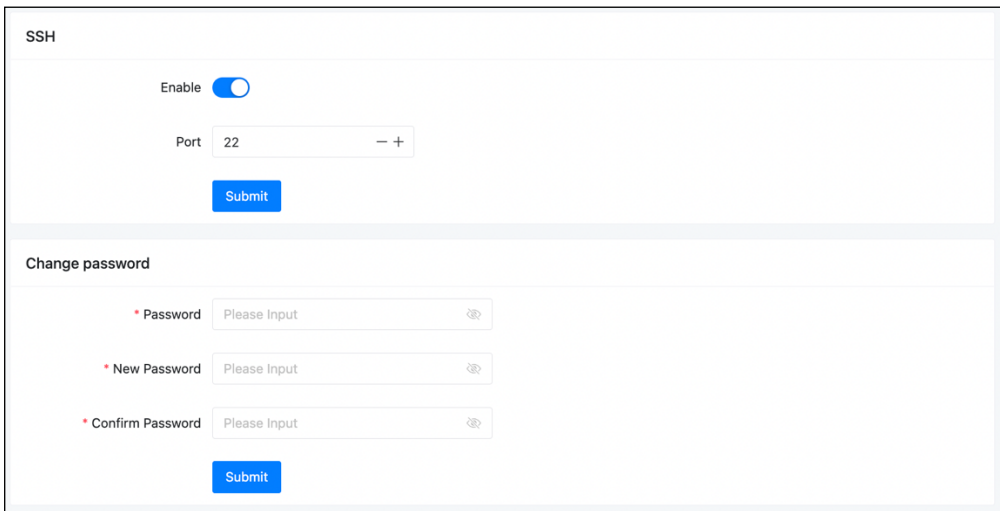 SSH
Enable
Port 22
Submit
Change password
* Password Please Input
* New Password Please Input
* Confirm Password Please Input
Submit